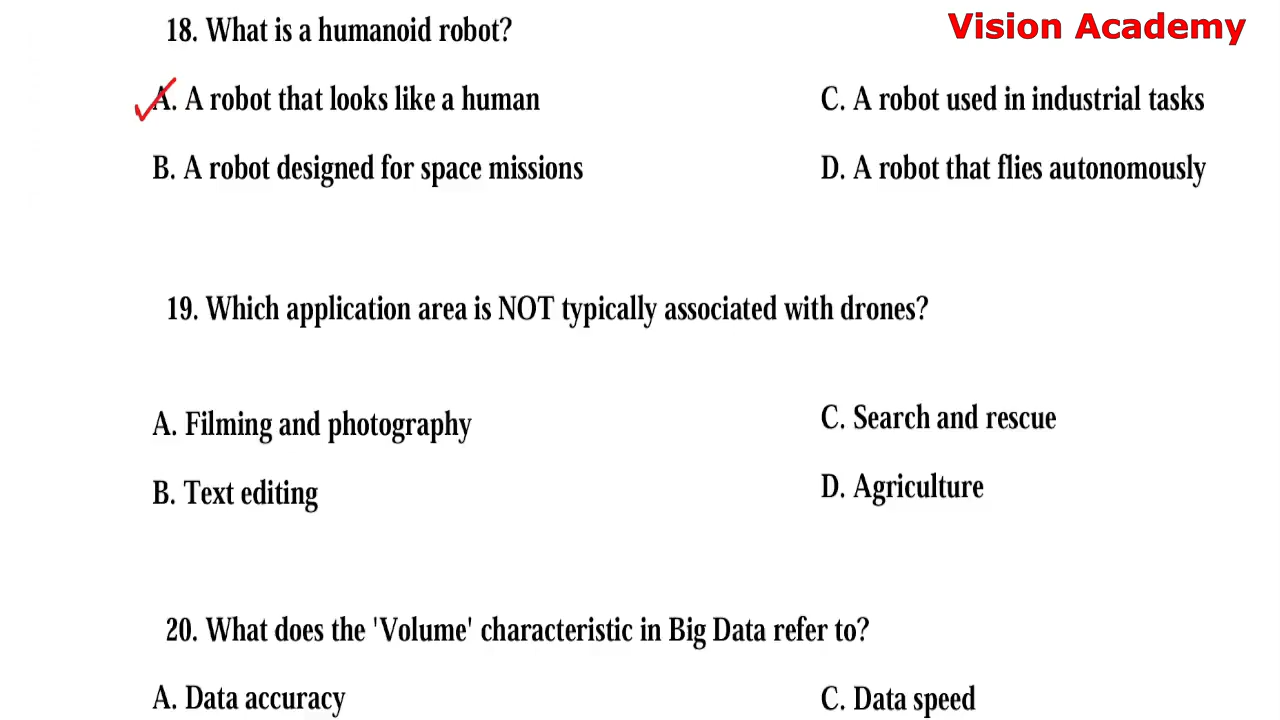 Vision Academy
18. What is a humanoid robot?
A. A robot that looks like a human
C. A robot used in industrial tasks
B. A robot designed for space missions
D. A robot that flies autonomously
19. Which application area is NOT typically associated with drones?
A. Filming and photography
C. Search and rescue
B. Text editing
D. Agriculture
20. What does the 'Volume' characteristic in Big Data refer to?
A. Data accuracy
C. Data speed